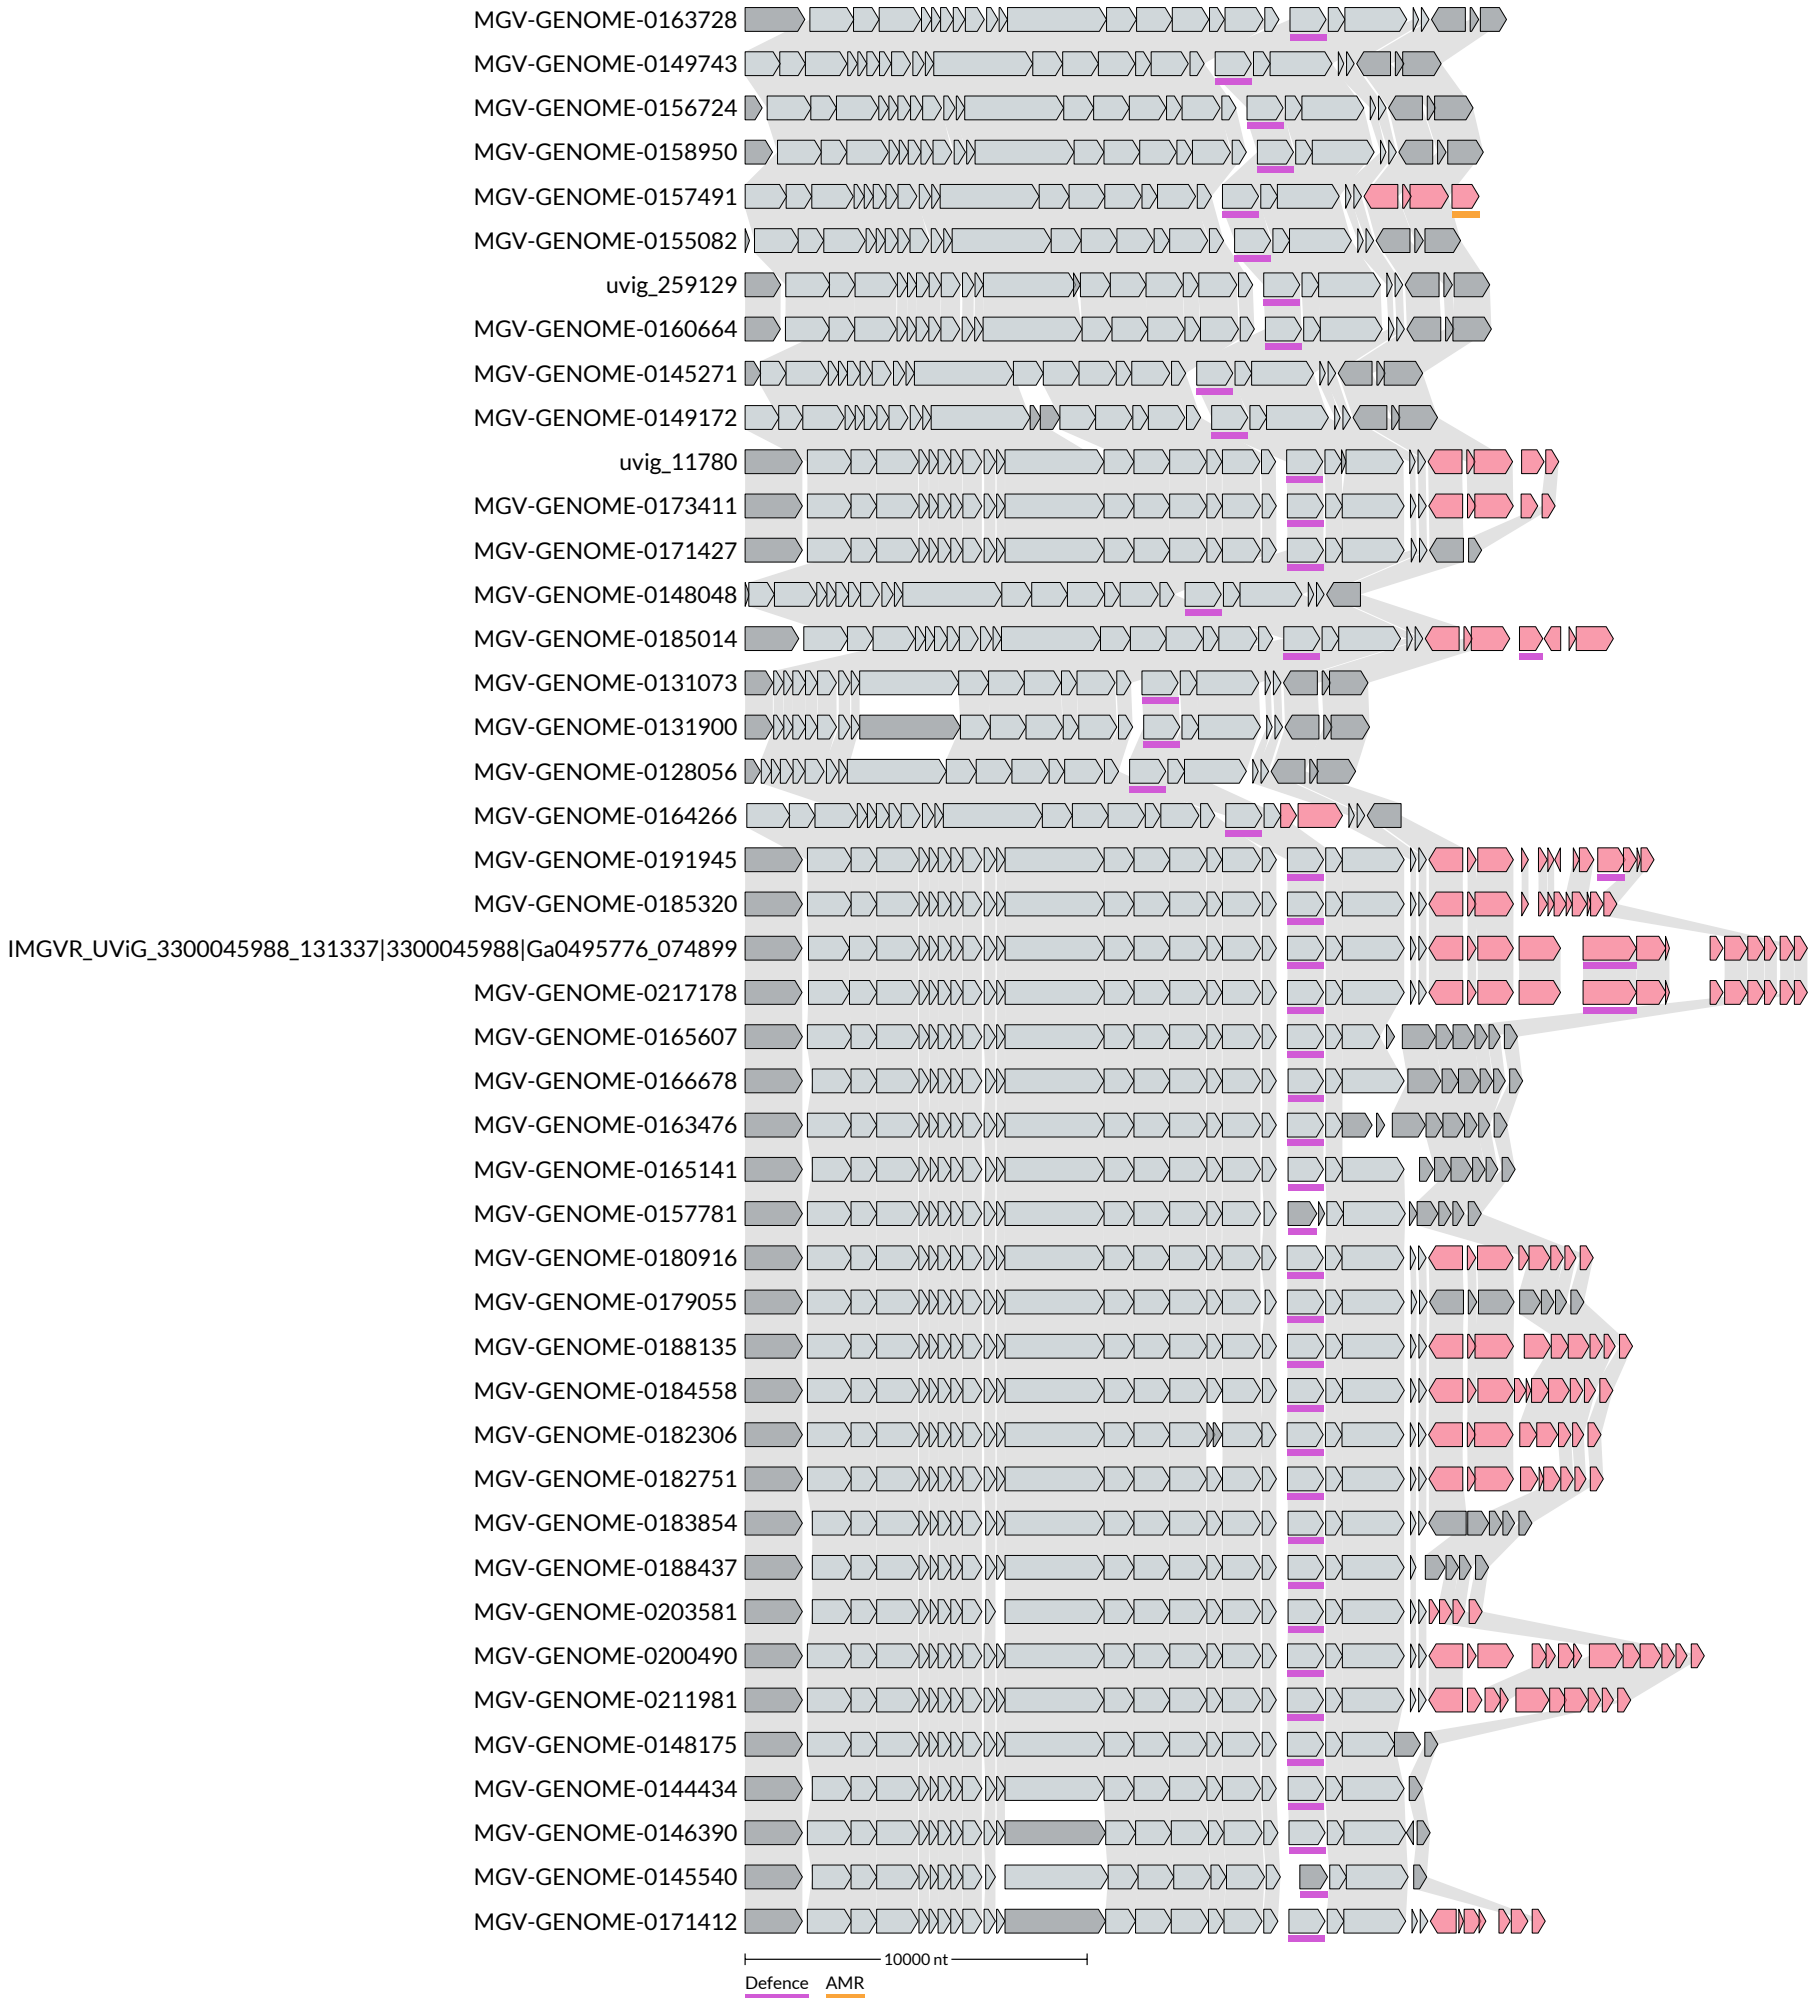 MGV-GENOME-0163728
MGV-GENOME-0149743
MGV-GENOME-0156724
MGV-GENOME-0158950
MGV-GENOME-0157491
MGV-GENOME-0155082
uvig_259129
MGV-GENOME-0160664
MGV-GENOME-0145271
MGV-GENOME-0149172
uvig_11780
MGV-GENOME-0173411
MGV-GENOME-0171427
MGV-GENOME-0148048
MGV-GENOME-0185014
MGV-GENOME-0131073
MGV-GENOME-0131900
MGV-GENOME-0128056
MGV-GENOME-0164266
MGV-GENOME-0191945
MGV-GENOME-0185320
IMGVR_UViG_3300045988_131337|3300045988|Ga0495776_074899
MGV-GENOME-0217178
MGV-GENOME-0165607
MGV-GENOME-0166678
MGV-GENOME-0163476
MGV-GENOME-0165141
MGV-GENOME-0157781
MGV-GENOME-0180916
MGV-GENOME-0179055
MGV-GENOME-0188135
MGV-GENOME-0184558
MGV-GENOME-0182306
MGV-GENOME-0182751
MGV-GENOME-0183854
MGV-GENOME-0188437
MGV-GENOME-0203581
MGV-GENOME-0200490
MGV-GENOME-0211981
MGV-GENOME-0148175
MGV-GENOME-0144434
MGV-GENOME-0146390
MGV-GENOME-0145540
MGV-GENOME-0171412
10000 nt
Defence AMR